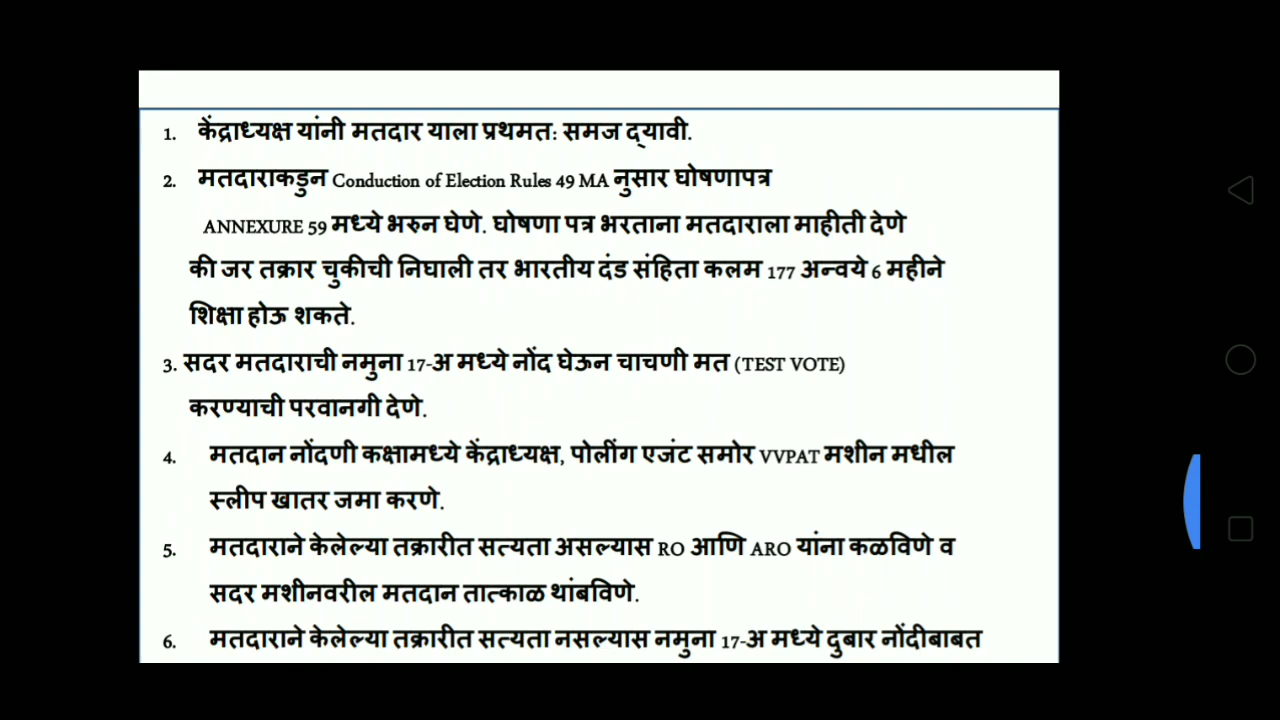 1. केंद्राध्यक्ष यांनी मतदार याला प्रथमत: समज द्यावी.
2. मतदाराकडुन Conduction of Election Rules 49 MA नुसार घोषणापत्र
ANNEXURE 59 मध्ये भरुन घेणे. घोषणा पत्र भरताना मतदाराला माहीती देणे
की जर तक्रार चुकीची निघाली तर भारतीय दंड संहिता कलम 177 अन्वये 6 महीने
शिक्षा होऊ शकते.
3. सदर मतदाराची नमुना 17-अ मध्ये नोंद घेऊन चाचणी मत (TEST VOTE)
करण्याची परवानगी देणे.
4. मतदान नोंदणी कक्षामध्ये केंद्राध्यक्ष, पोलींग एजंट समोर VVPAT मशीन मधील
स्लीप खातर जमा करणे.
5. मतदाराने केलेल्या तक्रारीत सत्यता असल्यास RO आणि ARO यांना कळविणे व
सदर मशीनवरील मतदान तात्काळ थांबविणे.
6. मतदाराने केलेल्या तक्रारीत सत्यता नसल्यास नमुना 17-अ मध्ये दुबार नोंदीबाबत